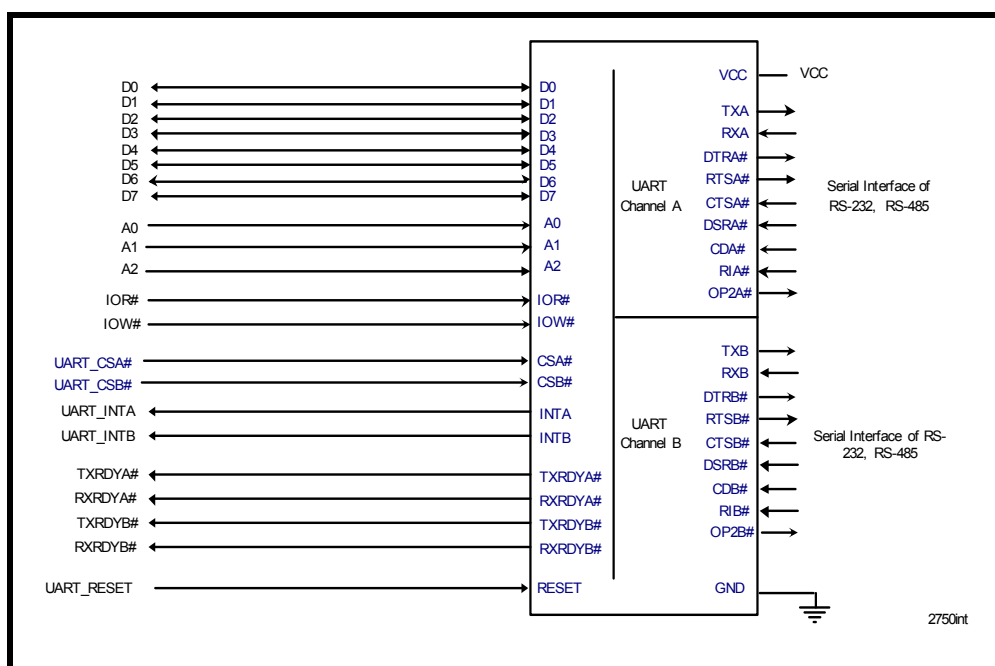 D0
D1
D2
D3
D4
D5
D6
D7
A0
A1
A2
IOR#
IOW#
UART_CSA#
UART_CSB#
UART_INTA
UART_INTB
TXRDYA#
RXRDYA#
TXRDYB#
RXRDYB#
UART_RESET
D0
D1
D2
D3
D4
D5
D6
D7
A0
A1
A2
IOR#
IOW#
CSA#
CSB#
INTA
INTB
TXRDYA#
RXRDYA#
TXRDYB#
RXRDYB#
RESET
UART
Channel A
UART
Channel B
VCC
TXA
RXA
DTRA#
RTSA#
CTSA#
DSRA#
CDA#
RIA#
OP2A#
TXB
RXB
DTRB#
RTSB#
CTSB#
DSRB#
CDB#
RIB#
OP2B#
GND
VCC
Serial Interface of
RS-232, RS-485
Serial Interface of RS-
232, RS-485
2750int